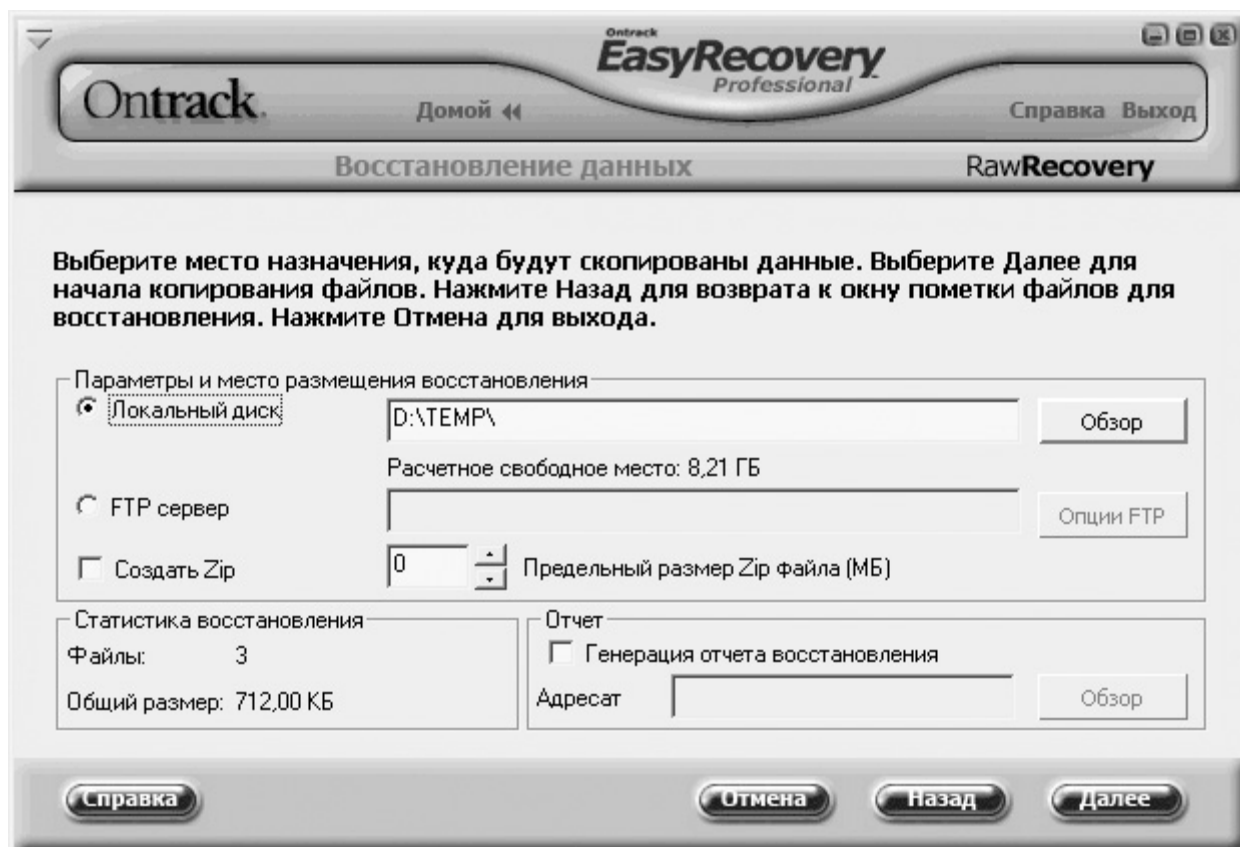 Ontrack
EasyRecovery
Professional
Ontrack.
Домой
Справка Выход
Восстановление данных
RawRecovery
Выберите место назначения, куда будут скопированы данные. Выберите Далее для
начала копирования файлов. Нажмите Назад для возврата к окну пометки файлов для
восстановления. Нажмите Отмена для выхода.
Параметры и место размещения восстановления
Локальный диск
D:\TEMP\
Обзор
Расчетное свободное место: 8,21 ГБ
FTP сервер
Опции FTP
Создать Zip
0
Предельный размер Zip файла (МБ)
Статистика восстановления
Файлы: 3
Общий размер: 712,00 КБ
Отчет
Генерация отчета восстановления
Адресат
Обзор
Справка
Отмена
Назад
Далее